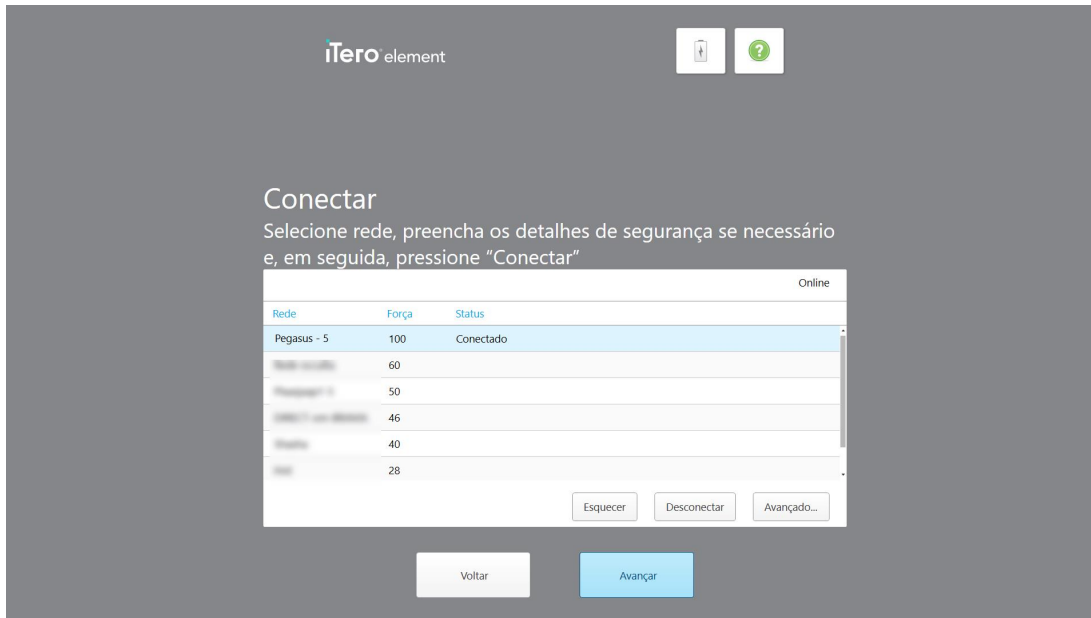 iTero element
Conectar
Selecione rede, preencha os detalhes de segurança se necessário
e, em seguida, pressione “Conectar”
Online
Rede Força Status
Pegasus - 5 100 Conectado
60
50
46
40
28
Esquecer Desconectar Avançado...
Voltar Avançar